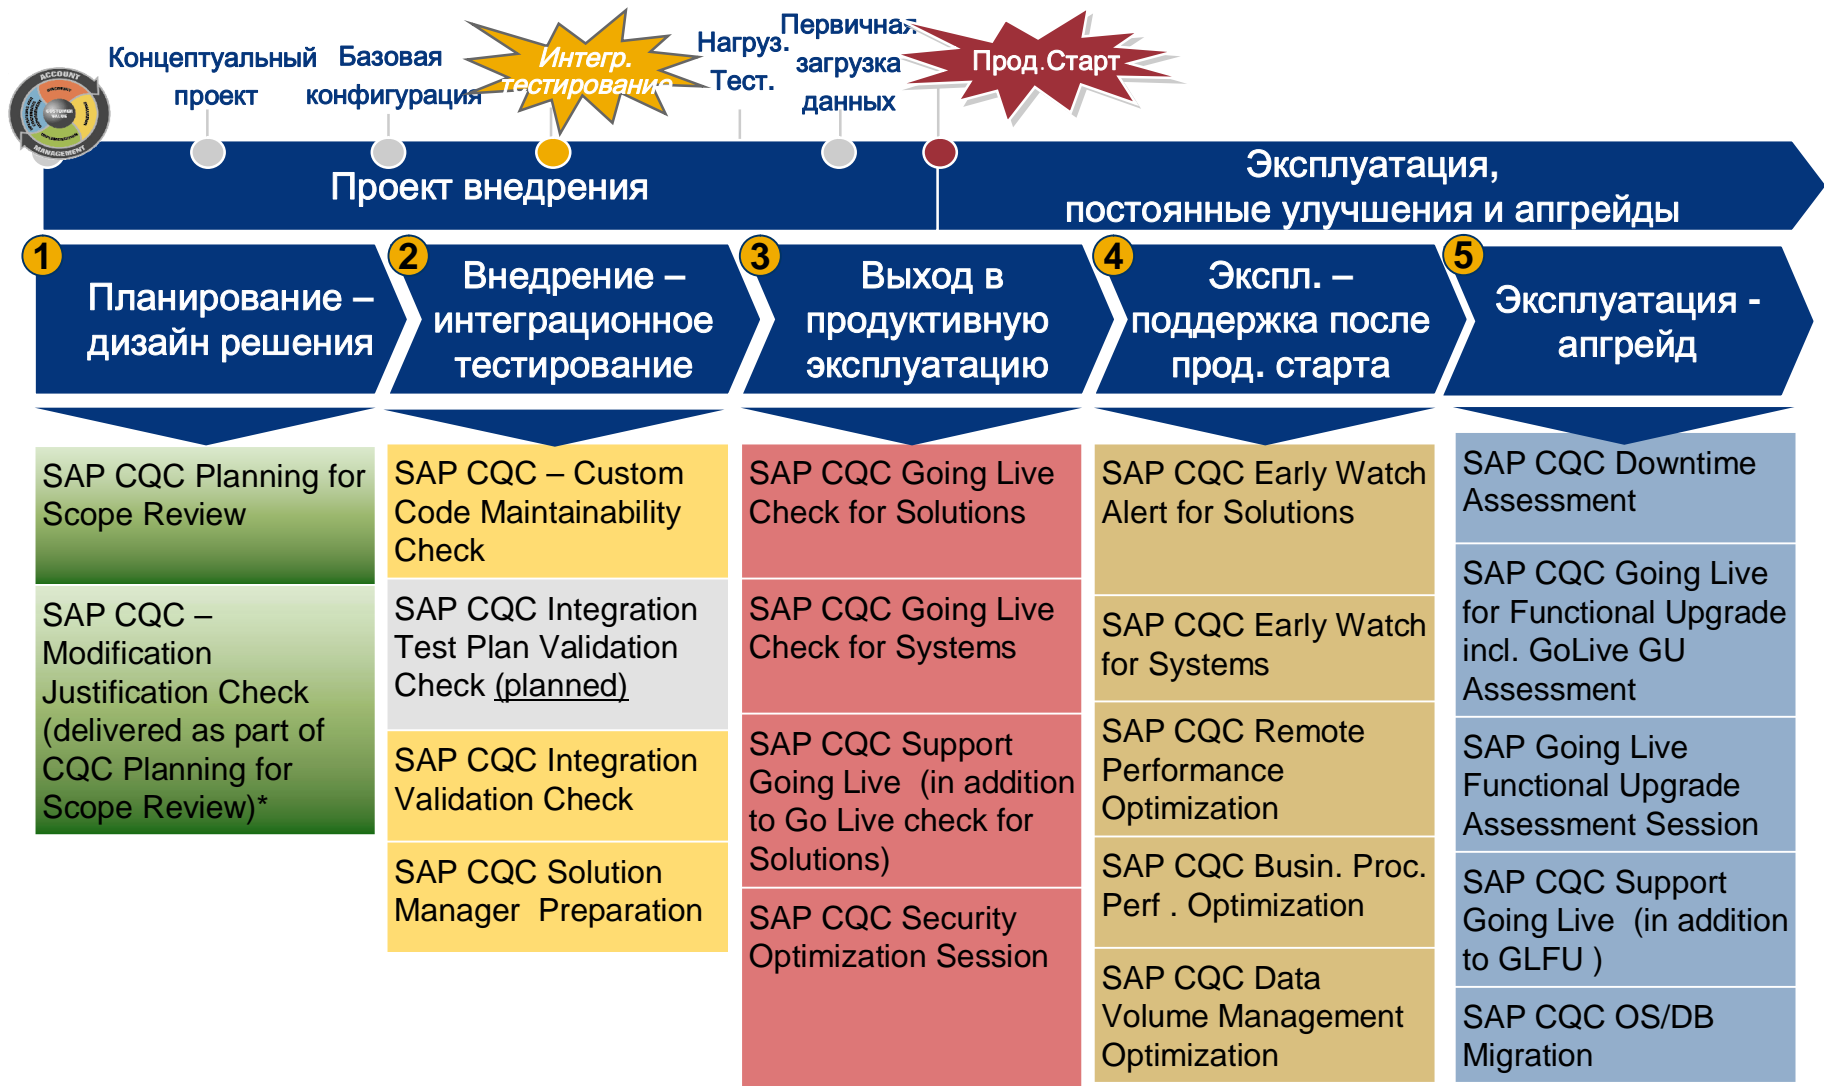 Концептуальный
проект
Базовая
конфигурация
Интегр.
тестирование
Нагруз.
Тест.
Первичная
загрузка
данных
Прод.Старт
ACCOUNT
MANAGEMENT
CUSTOMER
VALUE
Проект внедрения
Эксплуатация,
постоянные улучшения и апгрейды
1
Планирование –
дизайн решения
2
Внедрение –
интеграционное
тестирование
3
Выход в
продуктивную
эксплуатацию
4
Экспл. –
поддержка после
прод. старта
5
Эксплуатация -
апгрейд
SAP CQC Planning for
Scope Review
SAP CQC –
Modification
Justification Check
(delivered as part of
CQC Planning for
Scope Review)*
SAP CQC – Custom
Code Maintainability
Check
SAP CQC Integration
Test Plan Validation
Check (planned)
SAP CQC Integration
Validation Check
SAP CQC Solution
Manager  Preparation
SAP CQC Going Live
Check for Solutions
SAP CQC Going Live
Check for Systems
SAP CQC Support
Going Live  (in addition
to Go Live check for
Solutions)
SAP CQC Security
Optimization Session
SAP CQC Early Watch
Alert for Solutions
SAP CQC Early Watch
for Systems
SAP CQC Remote
Performance
Optimization
SAP CQC Busin. Proc.
Perf . Optimization
SAP CQC Data
Volume Management
Optimization
SAP CQC Downtime
Assessment
SAP CQC Going Live
for Functional Upgrade
incl. GoLive GU
Assessment
SAP Going Live
Functional Upgrade
Assessment Session
SAP CQC Support
Going Live  (in addition
to GLFU )
SAP CQC OS/DB
Migration